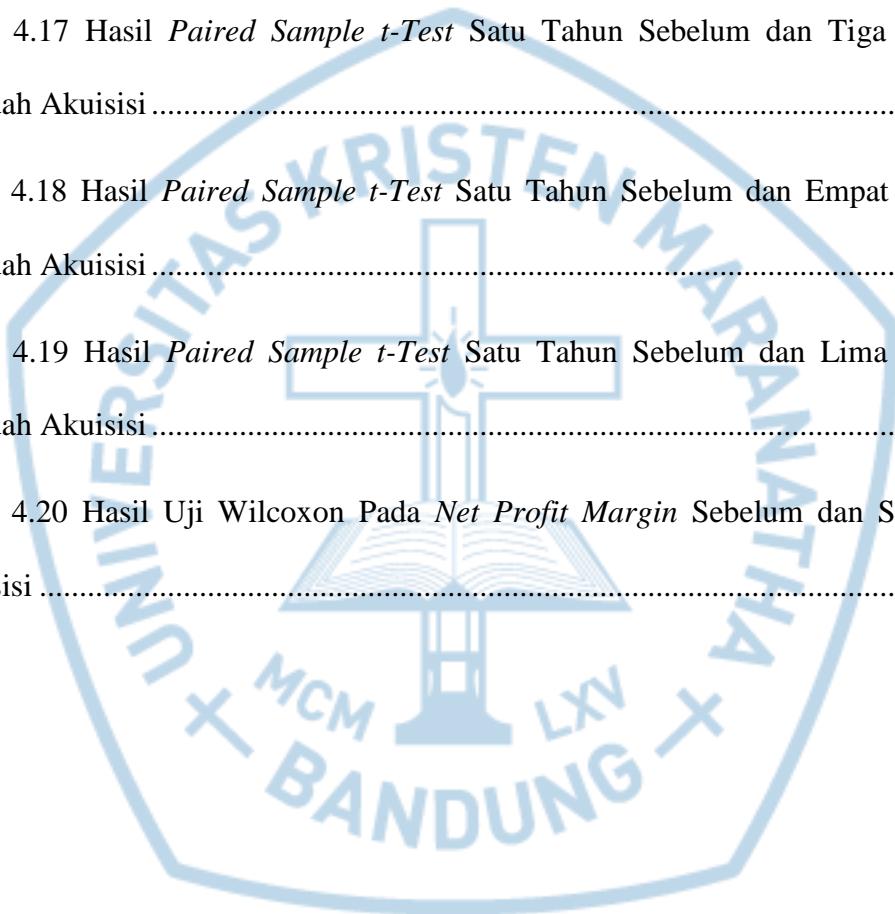 4.17 Hasil Paired Sample t-Test Satu Tahun Sebelum dan Tiga
ah Akuisisi ................................................................................
4.18 Hasil Paired Sample t-Test Satu Tahun Sebelum dan Empat
ah Akuisisi ................................................................................
4.19 Hasil Paired Sample t-Test Satu Tahun Sebelum dan Lima
ah Akuisisi ................................................................................
4.20 Hasil Uji Wilcoxon Pada Net Profit Margin Sebelum dan S
isi ............................................................................................
UNIVERSITAS KRISTEN MARANATHA
MCM LXV
BANDUNG